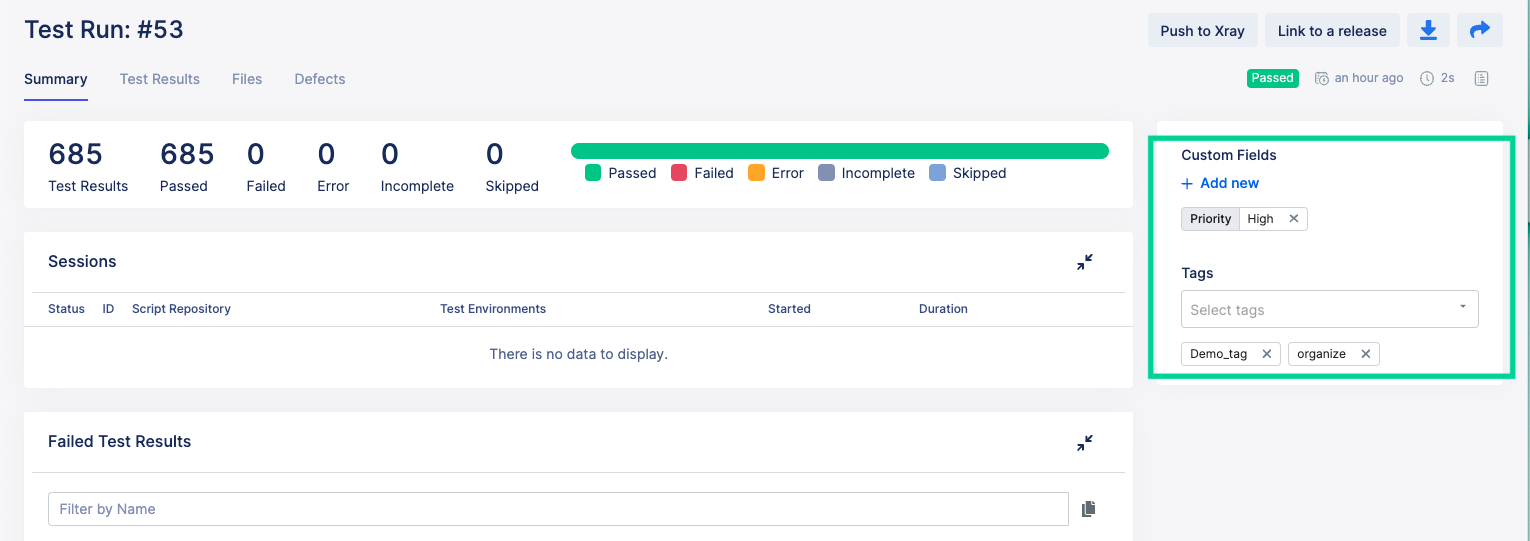 Test Run: #53
Push to Xray
Link to a release
Summary
Test Results
Files
Defects
Passed
an hour ago
2s
685
685
0
0
0
0
Test Results
Passed
Failed
Error
Incomplete
Skipped
Passed
Failed
Error
Incomplete
Skipped
Custom Fields
+ Add new
Priority High ×
Tags
Select tags
Demo_tag ×
organize ×
Sessions
Status ID Script Repository Test Environments Started Duration
There is no data to display.
Failed Test Results
Filter by Name